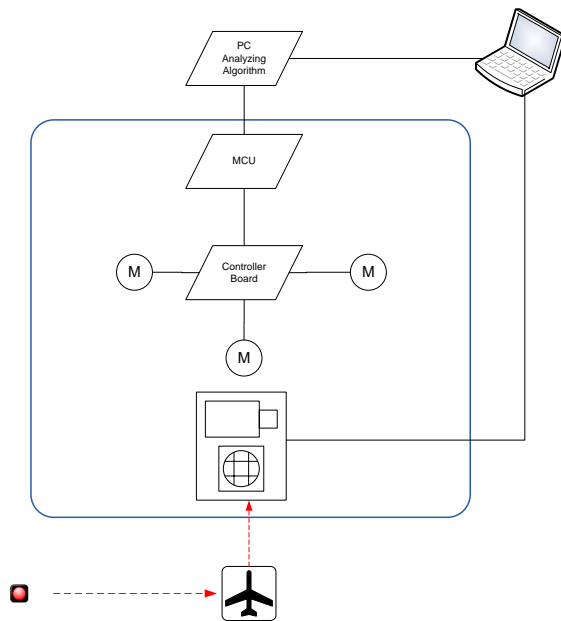 PC
Analyzing
Algorithm
MCU
M
Controller
Board
M
M